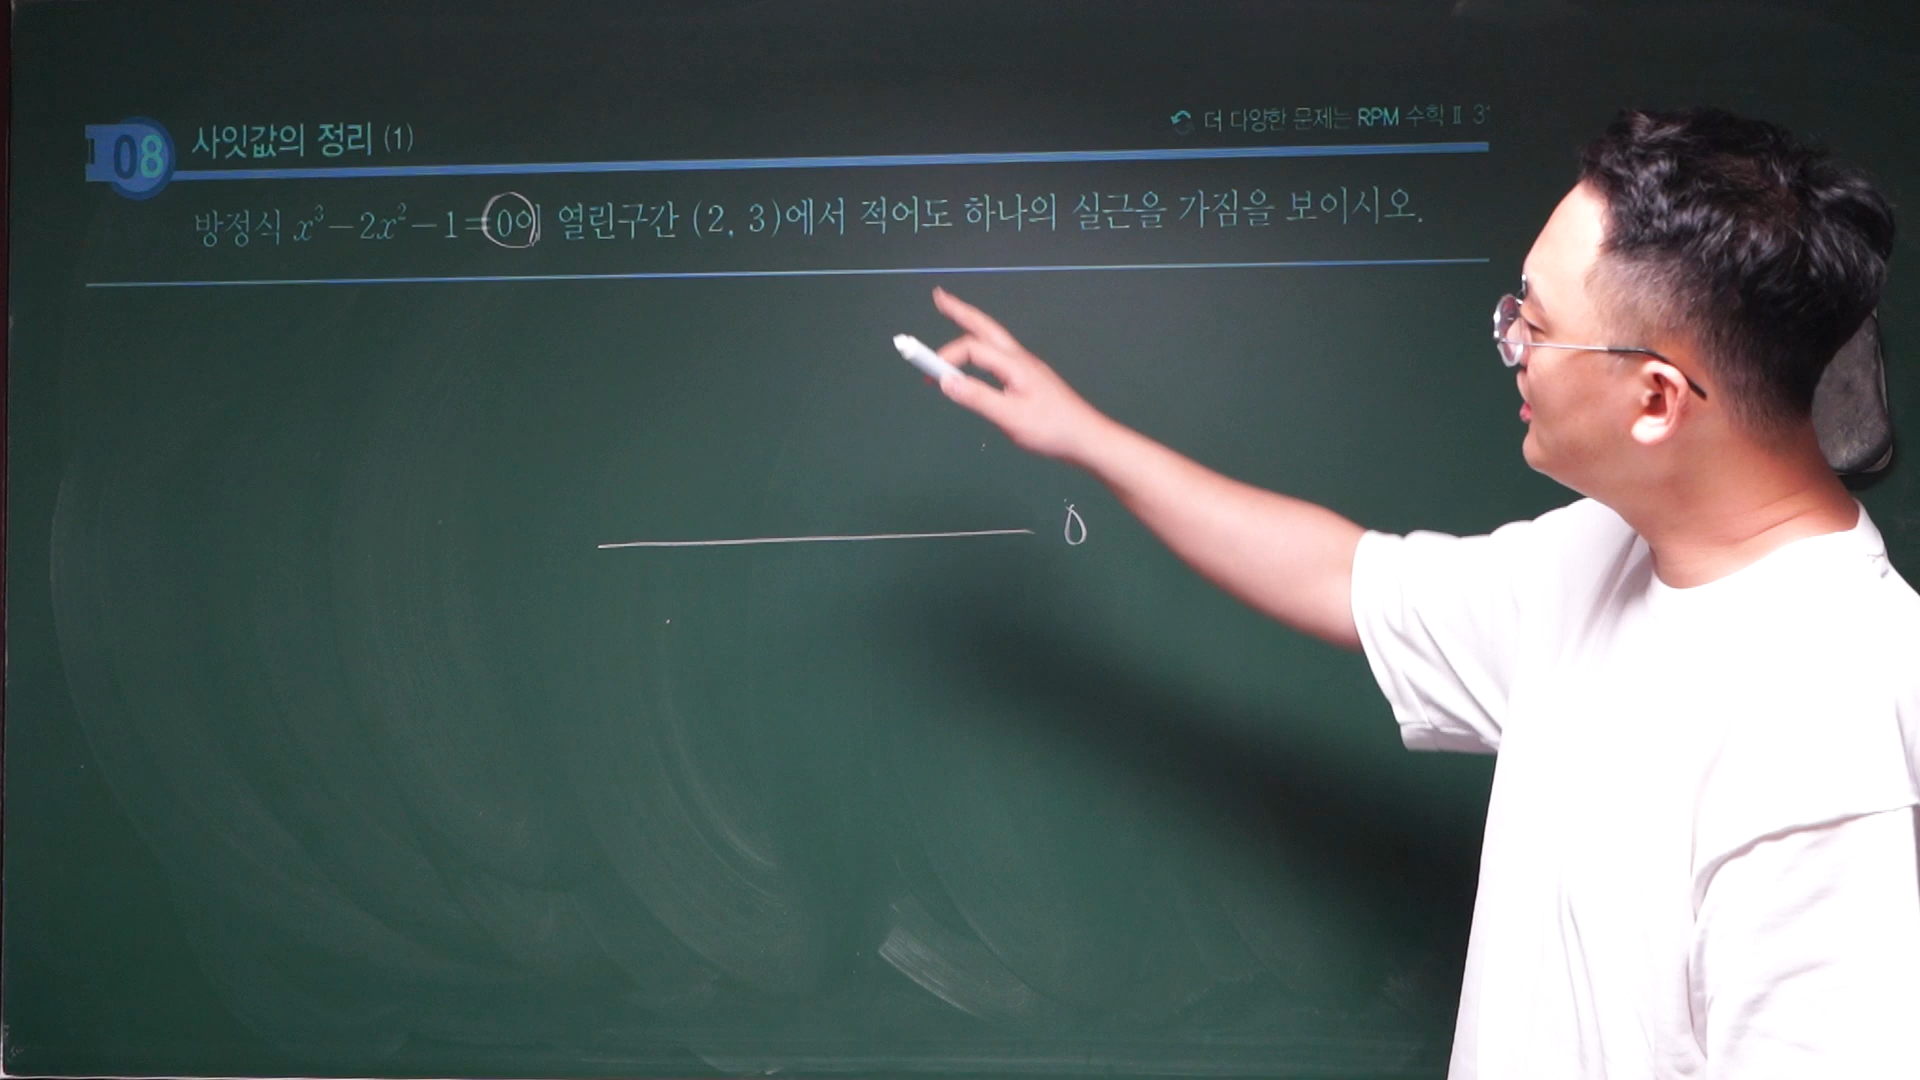 더 다양한 문제는 RPM 수학 Ⅱ 31
08 사잇값의 정리 (1)
방정식 x³-2x²-1=0이 열린구간 (2, 3)에서 적어도 하나의 실근을 가짐을 보이시오.
0